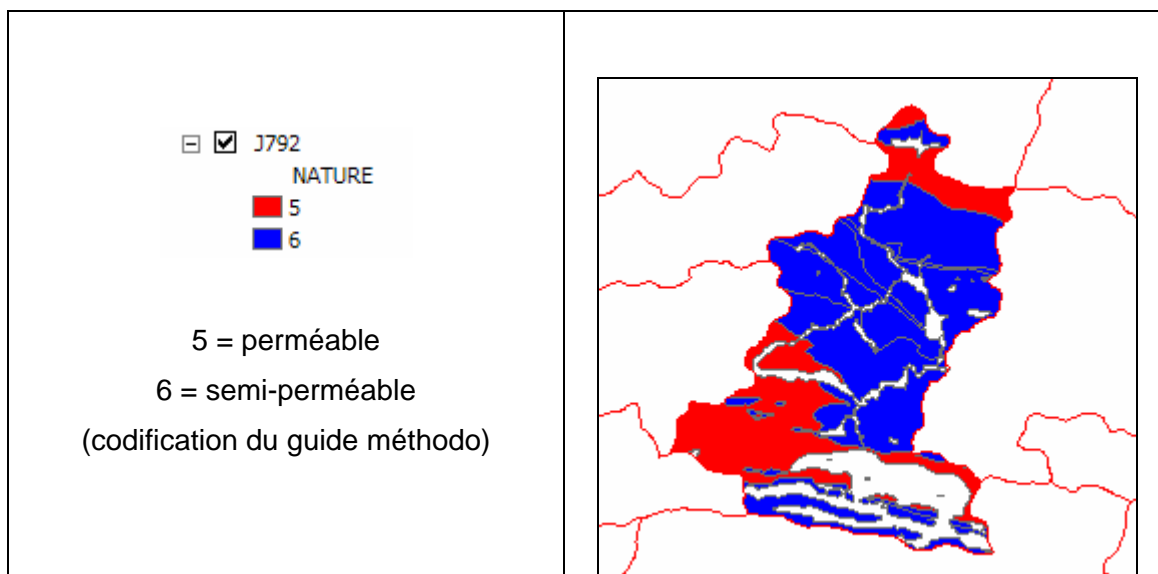 J792
NATURE
5
6
5 = perméable
6 = semi-perméable
(codification du guide méthodo)